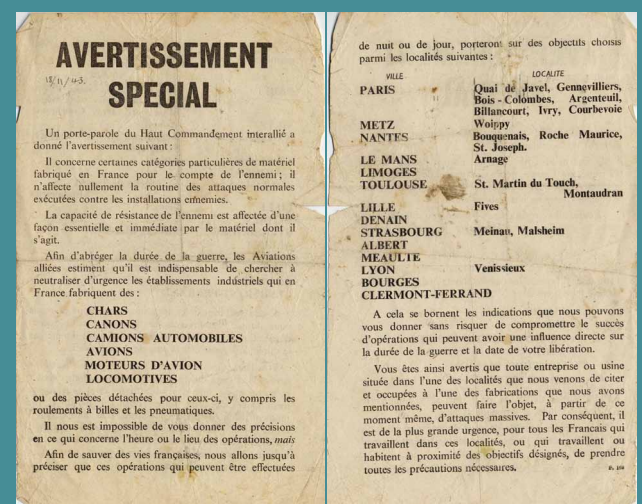 AVERTISSEMENT
18/11/43.
SPECIAL
Un porte-parole du Haut Commandement interallié a
donné l'avertissement suivant :
Il concerne certaines catégories particulières de matériel
fabriqué en France pour le compte de l'ennemi ; il
n'affecte nullement la routine des attaques normales
exécutées contre les installations ennemies.
La capacité de résistance de l'ennemi est affectée d'une
façon essentielle et immédiate par le matériel dont il
s'agit.
Afin d'abréger la durée de la guerre, les Aviations
alliées estiment qu'il est indispensable de chercher à
neutraliser d'urgence les établissements industriels qui en
France fabriquent des :
CHARS
CANONS
CAMIONS AUTOMOBILES
AVIONS
MOTEURS D'AVION
LOCOMOTIVES
ou des pièces détachées pour ceux-ci, y compris les
roulements à billes et les pneumatiques.
Il nous est impossible de vous donner des précisions
en ce qui concerne l'heure ou le lieu des opérations, mais
Afin de sauver des vies françaises, nous allons jusqu'à
préciser que ces opérations qui peuvent être effectuées
de nuit ou de jour, porteront sur des objectifs choisis
parmi les localités suivantes :
VILLE LOCALITE
PARIS Quai de Javel, Gennevilliers,
Bois-Colombes, Argenteuil,
Billancourt, Ivry, Courbevoie
METZ Woippy
NANTES Bouquenais, Roche Maurice,
St. Joseph.
LE MANS Arnage
LIMOGES
TOULOUSE St. Martin du Touch,
Montaudran
LILLE Fives
DENAIN
STRASBOURG Meinau, Malsheim
ALBERT
MEAULTE
LYON Venissieux
BOURGES
CLERMONT-FERRAND
A cela se bornent les indications que nous pouvons
vous donner sans risquer de compromettre le succès
d'opérations qui peuvent avoir une influence directe sur
la durée de la guerre et la date de votre libération.
Vous êtes ainsi avertis que toute entreprise ou usine
située dans l'une des localités que nous venons de citer
et occupées à l'une des fabrications que nous avons
mentionnées, peuvent faire l'objet, à partir de ce
moment même, d'attaques massives. Par conséquent, il
est de la plus grande urgence, pour tous les Francais qui
travaillent dans ces localités, ou qui travaillent ou
habitent à proximité des objectifs désignés, de prendre
toutes les précautions nécessaires.